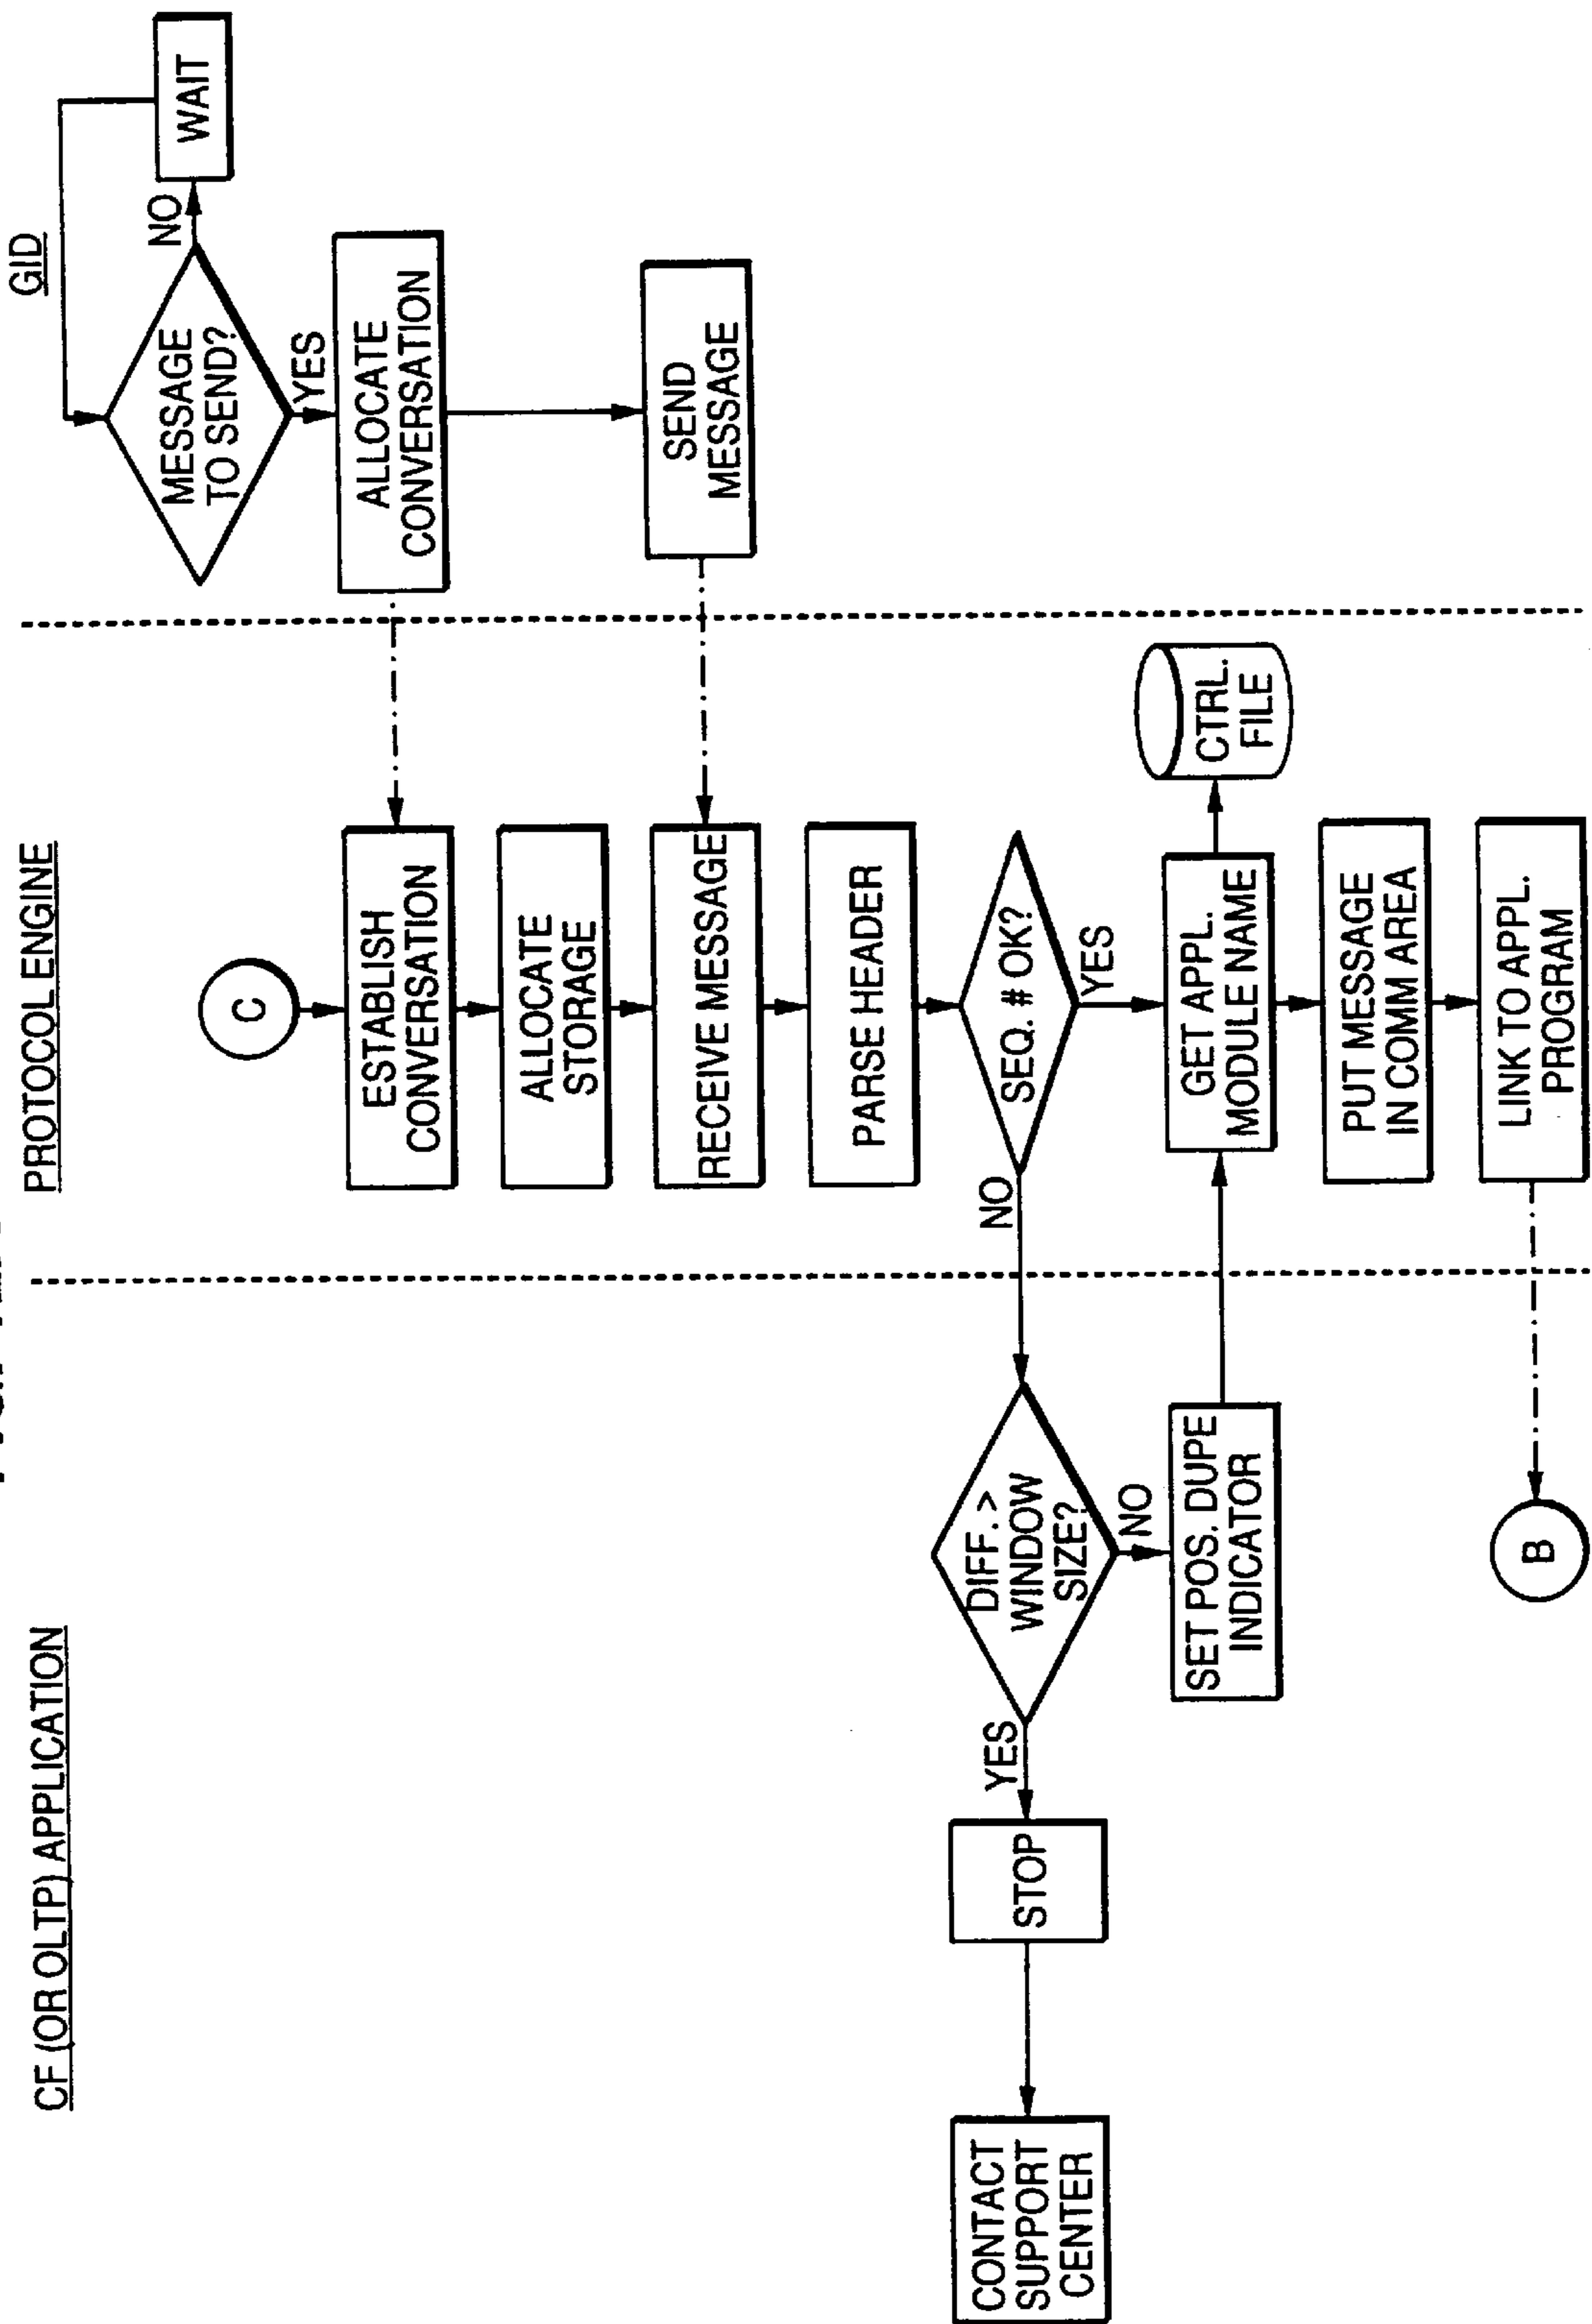 CF (OR OLTP) APPLICATION
PROTOCOL ENGINE
GID
C
MESSAGE
TO SEND?
NO
WAIT
YES
ESTABLISH
CONVERSATION
ALLOCATE
CONVERSATION
ALLOCATE
STORAGE
RECEIVE MESSAGE
SEND
MESSAGE
PARSE HEADER
SEQ. # OK?
NO
YES
DIFF. >
WINDOW
SIZE?
YES
NO
STOP
CONTACT
SUPPORT
CENTER
SET POS. DUPE
INDICATOR
GET APPL.
MODULE NAME
CTRL.
FILE
PUT MESSAGE
IN COMM AREA
LINK TO APPL.
PROGRAM
B